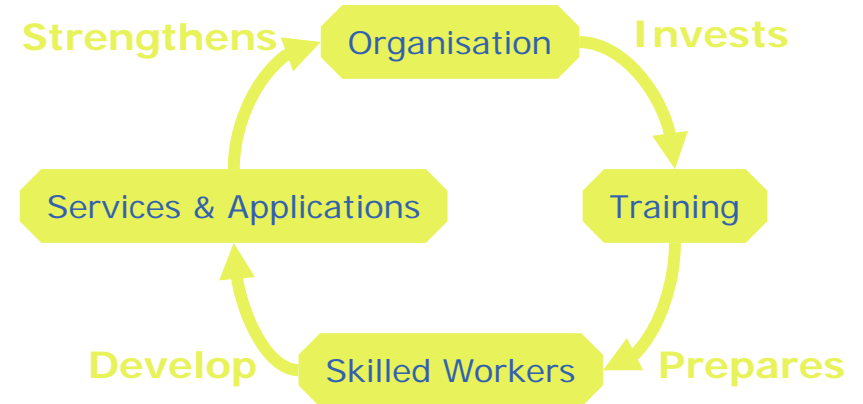 Strengthens
Organisation
Invests
Services & Applications
Training
Develop
Skilled Workers
Prepares